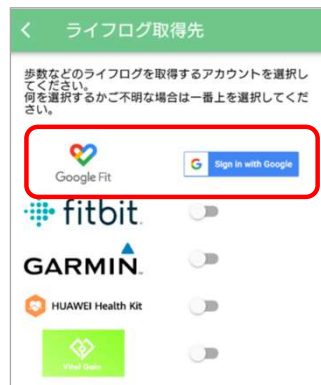 ライフログ取得先
歩数などのライフログを取得するアカウントを選択し
てください。
何を選択するかご不明な場合は一番上を選択してくだ
さい。
Google Fit
G Sign in with Google
fitbit.
GARMIN.
HUAWEI Health Kit